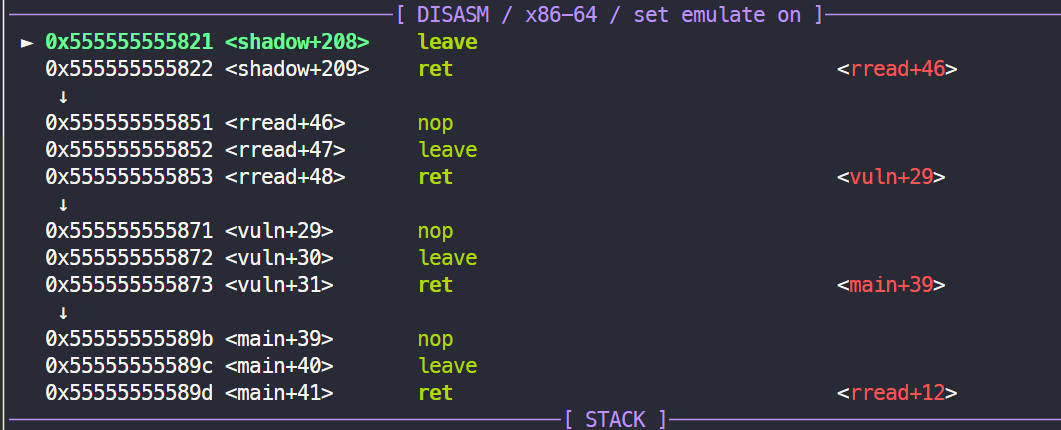 [ DISASM / x86-64 / set emulate on ]
► 0x555555555821 <shadow+208> leave
0x555555555822 <shadow+209> ret <rread+46>
↓
0x555555555851 <rread+46> nop
0x555555555852 <rread+47> leave
0x555555555853 <rread+48> ret <vuln+29>
↓
0x555555555871 <vuln+29> nop
0x555555555872 <vuln+30> leave
0x555555555873 <vuln+31> ret <main+39>
↓
0x55555555589b <main+39> nop
0x55555555589c <main+40> leave
0x55555555589d <main+41> ret <rread+12>
[ STACK ]